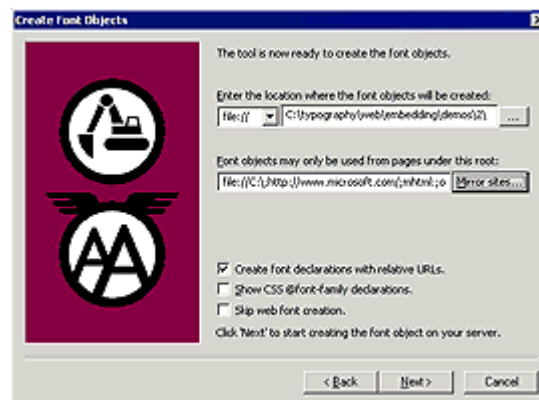 Create Font Objects
The tool is now ready to create the font objects.
Enter the location where the font objects will be created:
file:// C:\typography\web\embedding\demos\2\ ...
Font objects may only be used from pages under this root:
file://C:\;http://www.microsoft.com/;mhtml:;o Mirror sites...
AA
Create font declarations with relative URLs.
Show CSS @font-family declarations.
Skip web font creation.
Click 'Next' to start creating the font object on your server.
< Back Next > Cancel